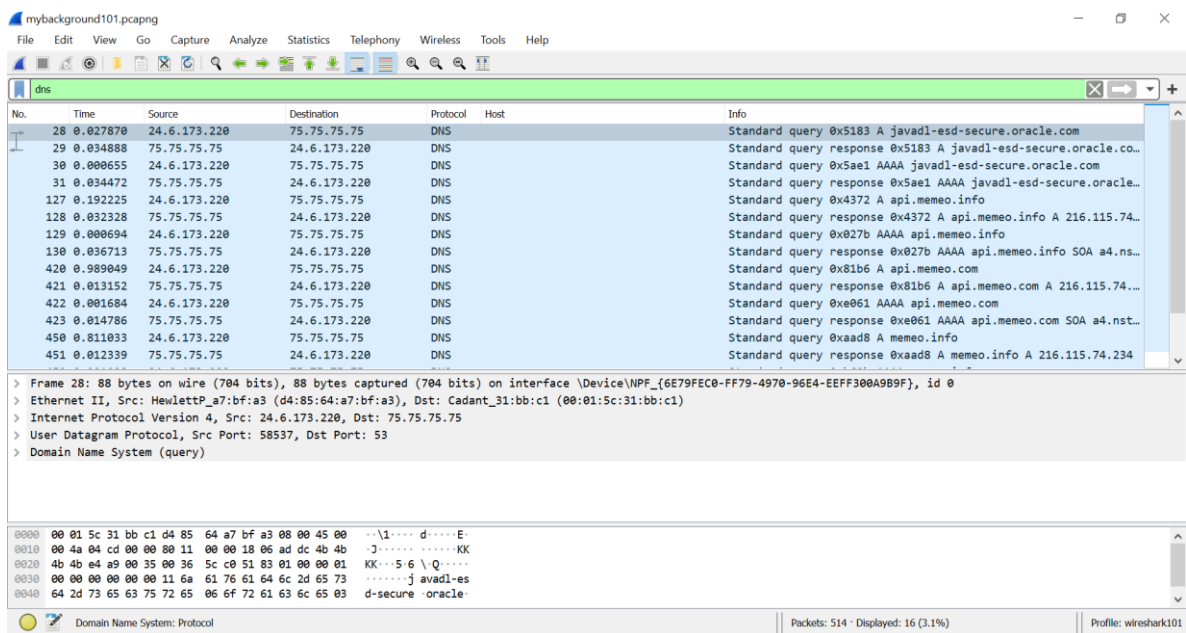 mybackground101.pcapng
File Edit View Go Capture Analyze Statistics Telephony Wireless Tools Help
dns
No. Time Source Destination Protocol Host Info
28 0.027870 24.6.173.220 75.75.75.75 DNS Standard query 0x5183 A javadl-esd-secure.oracle.com
29 0.034888 75.75.75.75 24.6.173.220 DNS Standard query response 0x5183 A javadl-esd-secure.oracle.co…
30 0.000655 24.6.173.220 75.75.75.75 DNS Standard query 0x5ae1 AAAA javadl-esd-secure.oracle.com
31 0.034472 75.75.75.75 24.6.173.220 DNS Standard query response 0x5ae1 AAAA javadl-esd-secure.oracle…
127 0.192225 24.6.173.220 75.75.75.75 DNS Standard query 0x4372 A api.memeo.info
128 0.032328 75.75.75.75 24.6.173.220 DNS Standard query response 0x4372 A api.memeo.info A 216.115.74…
129 0.000694 24.6.173.220 75.75.75.75 DNS Standard query 0x027b AAAA api.memeo.info
130 0.036713 75.75.75.75 24.6.173.220 DNS Standard query response 0x027b AAAA api.memeo.info SOA a4.ns…
420 0.989049 24.6.173.220 75.75.75.75 DNS Standard query 0x81b6 A api.memeo.com
421 0.013152 75.75.75.75 24.6.173.220 DNS Standard query response 0x81b6 A api.memeo.com A 216.115.74.…
422 0.001684 24.6.173.220 75.75.75.75 DNS Standard query 0xe061 AAAA api.memeo.com
423 0.014786 75.75.75.75 24.6.173.220 DNS Standard query response 0xe061 AAAA api.memeo.com SOA a4.nst…
450 0.811033 24.6.173.220 75.75.75.75 DNS Standard query 0xaad8 A memeo.info
451 0.012339 75.75.75.75 24.6.173.220 DNS Standard query response 0xaad8 A memeo.info A 216.115.74.234
> Frame 28: 88 bytes on wire (704 bits), 88 bytes captured (704 bits) on interface \Device\NPF_{6E79FEC0-FF79-4970-96E4-EEFF300A9B9F}, id 0
> Ethernet II, Src: HewlettP_a7:bf:a3 (d4:85:64:a7:bf:a3), Dst: Cadant_31:bb:c1 (00:01:5c:31:bb:c1)
> Internet Protocol Version 4, Src: 24.6.173.220, Dst: 75.75.75.75
> User Datagram Protocol, Src Port: 58537, Dst Port: 53
> Domain Name System (query)
0000 00 01 5c 31 bb c1 d4 85 64 a7 bf a3 08 00 45 00 ··\1···· d·····E·
0010 00 4a 04 cd 00 00 80 11 00 00 18 06 ad dc 4b 4b ·J······ ······KK
0020 4b 4b e4 a9 00 35 00 36 5c c0 51 83 01 00 00 01 KK···5·6 \·Q·····
0030 00 00 00 00 00 00 11 6a 61 76 61 64 6c 2d 65 73 ·······j avadl-es
0040 64 2d 73 65 63 75 72 65 06 6f 72 61 63 6c 65 03 d-secure ·oracle·
Domain Name System: Protocol Packets: 514 · Displayed: 16 (3.1%) Profile: wireshark101